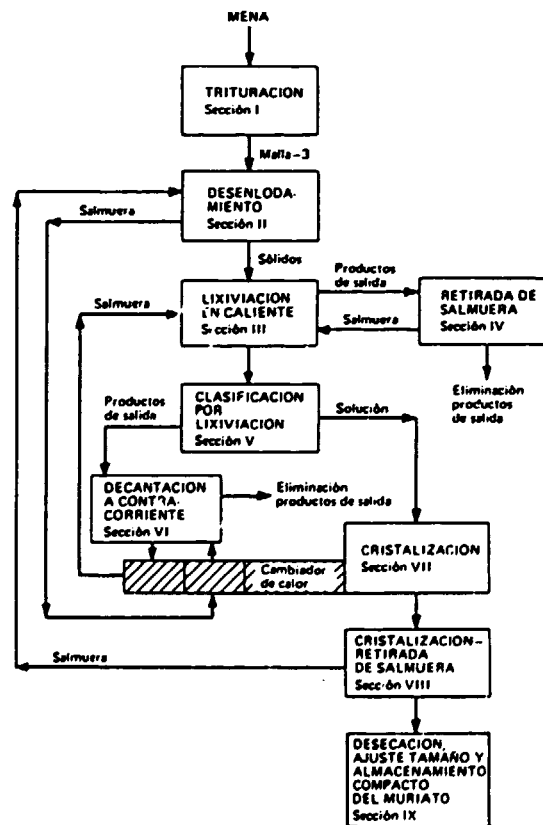 MENA
TRITURACION
Sección I
Malla-3
DESENLODA-
MIENTO
Sección II
Salmuera
Sólidos
Salmuera
LIXIVIACION
EN CALIENTE
Sección III
Productos
de salida
Salmuera
RETIRADA DE
SALMUERA
Sección IV
Eliminación
productos
de salida
Productos
de salida
CLASIFICACION
POR
LIXIVIACION
Sección V
Solución
DECANTACION
A CONTRA-
CORRIENTE
Sección VI
Eliminación
productos de salida
Cambiador
de calor
CRISTALIZACION
Sección VII
Salmuera
CRISTALIZACION-
RETIRADA
DE SALMUERA
Sección VIII
DESECACION,
AJUSTE TAMAÑO Y
ALMACENAMIENTO
COMPACTO
DEL MURIATO
Sección IX